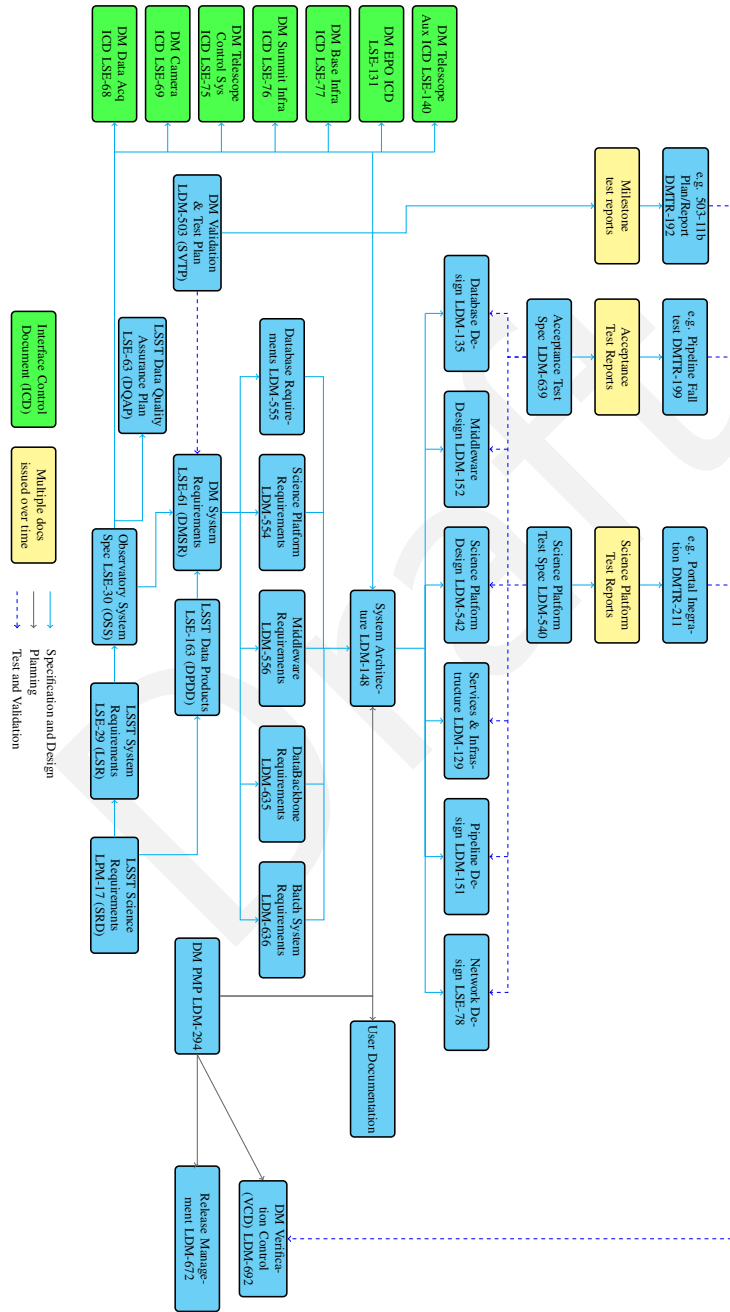 e.g. 503-11b
Plan/Report
DMTR-192
e.g. Pipeline Fall
test DMTR-199
e.g. Portal Inegra-
tion DMTR-211
Milestone
test reports
Acceptance
Test Reports
Science Platform
Test Reports
Acceptance Test
Spec LDM-639
Science Platform
Test Spec LDM-540
Database De-
sign LDM-135
Middleware
Design LDM-152
Science Platform
Design LDM-542
Services & Infras-
tructure LDM-129
Pipeline De-
sign LDM-151
Network De-
sign LSE-78
DM Telescope
Aux ICD LSE-140
DM EPO ICD
LSE-131
System Architec-
ture LDM-148
User Documentation
DM Base Infra
ICD LSE-77
DM Summit Infra
ICD LSE-76
Database Require-
ments LDM-555
Science Platform
Requirements
LDM-554
Middleware
Requirements
LDM-556
DataBackbone
Requirements
LDM-635
Batch System
Requirements
LDM-636
DM Verifica-
tion Control
(VCD) LDM-692
DM Telescope
Control Sys
ICD LSE-75
DM Validation
& Test Plan
LDM-503 (SVTP)
DM System
Requirements
LSE-61 (DMSR)
LSST Data Products
LSE-163 (DPDD)
DM PMP LDM-294
Release Manage-
ment LDM-672
DM Camera
ICD LSE-69
LSST Data Quality
Assurance Plan
LSE-63 (DQAP)
DM Data Acq
ICD LSE-68
Observatory System
Spec LSE-30 (OSS)
LSST System
Requirements
LSE-29 (LSR)
LSST Science
Requirements
LPM-17 (SRD)
Interface Control
Document (ICD)
Multiple docs
issued over time
Specification and Design
Planning
Test and Validation
Draft